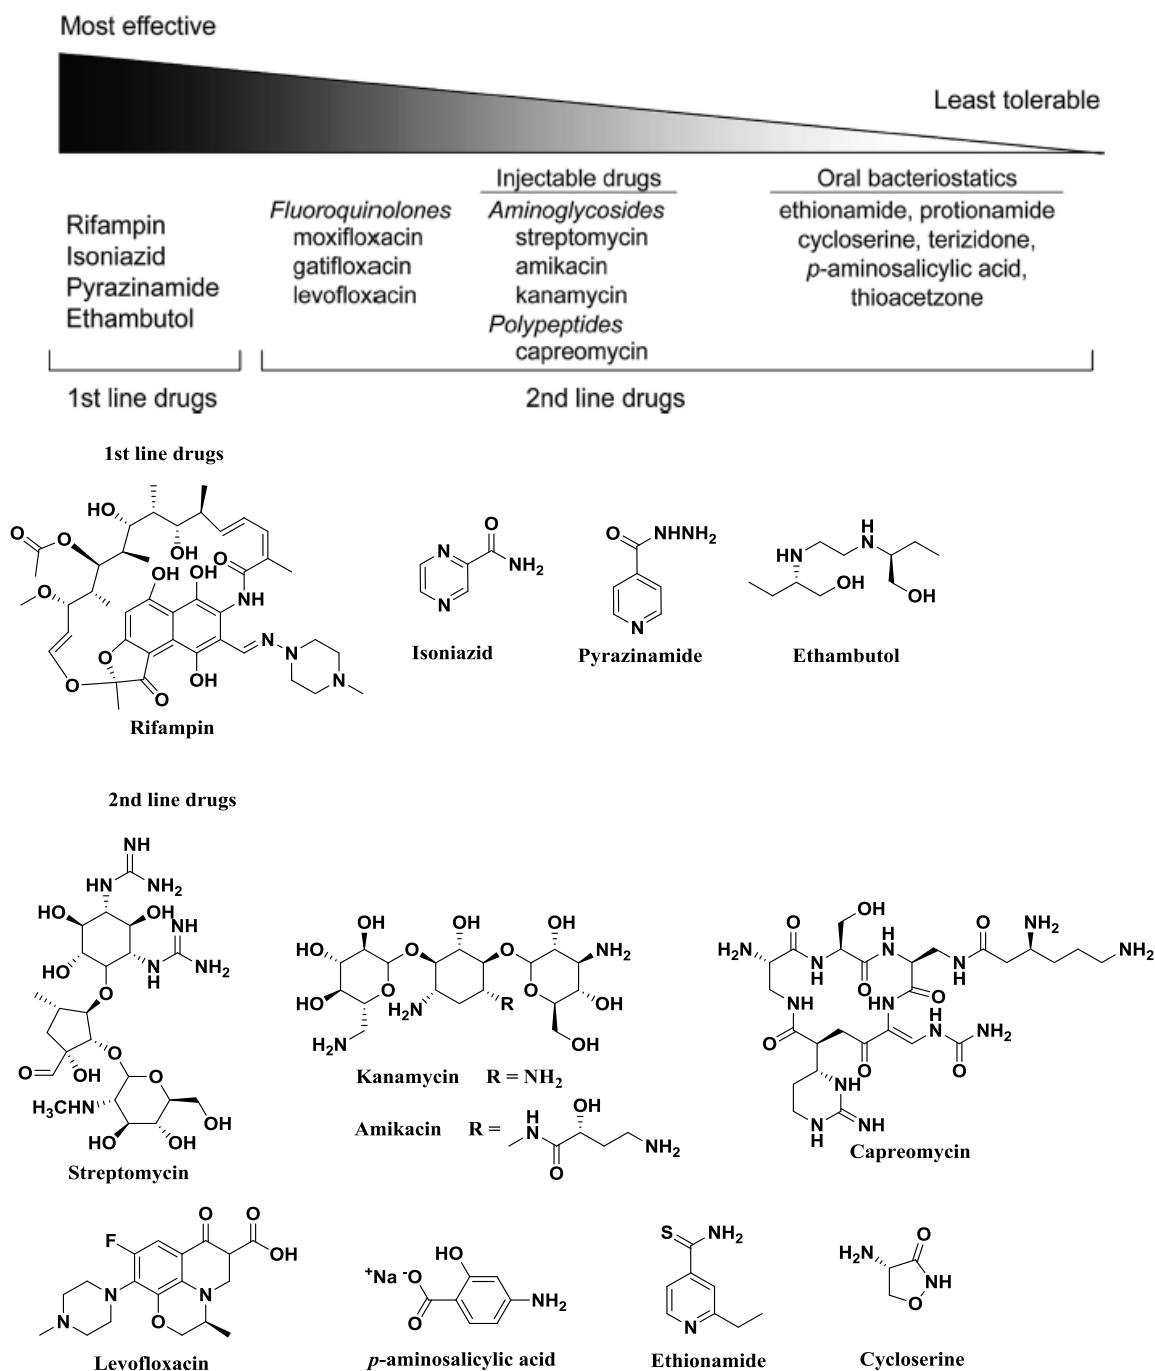 Most effective
Least tolerable
Rifampin
Isoniazid
Pyrazinamide
Ethambutol
Fluoroquinolones
moxifloxacin
gatifloxacin
levofloxacin
Injectable drugs
Aminoglycosides
streptomycin
amikacin
kanamycin
Polypeptides
capreomycin
Oral bacteriostatics
ethionamide, protionamide
cycloserine, terizidone,
p-aminosalicylic acid,
thioacetzone
1st line drugs
2nd line drugs
1st line drugs
HO
O
O
OH
O
OH
OH
O
NH
N
N
N
OH
O
O
O
Rifampin
N
N
O
NH₂
Isoniazid
O
NHNH₂
N
Pyrazinamide
HN
H
N
OH
OH
Ethambutol
2nd line drugs
NH
HN
NH₂
HO
OH
NH
HO
N
H
NH₂
O
O
OH
O
O
H₃CHN
OH
HO
OH
Streptomycin
OH
HO
HO
O
H₂N
O
OH
O
H₂N
R
OH
NH₂
O
OH
OH
Kanamycin R = NH₂
Amikacin R =
H
N
O
OH
NH₂
OH
O
H₂N
N
H
O
H
N
O
N
H
NH₂
NH₂
NH
O
HN
O
O
H
N
NH₂
O
NH
N
H
NH
Capreomycin
O
O
F
OH
N
N
N
O
Levofloxacin
HO
⁺Na ⁻O
O
NH₂
p-aminosalicylic acid
S
NH₂
N
Ethionamide
H₂N
O
NH
O
Cycloserine